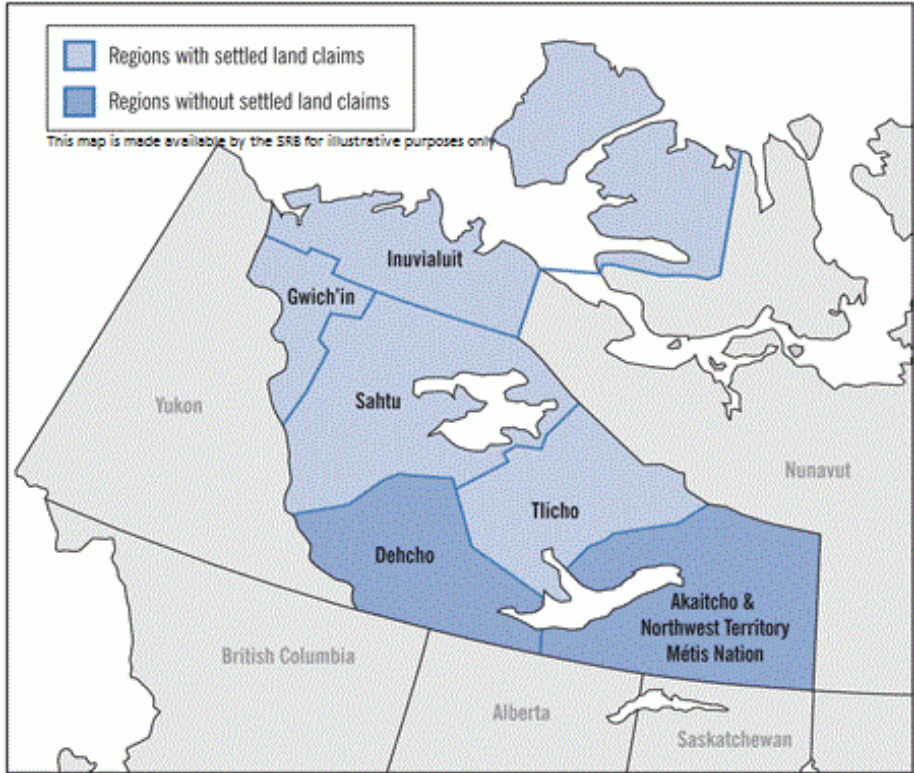 Regions with settled land claims
Regions without settled land claims
This map is made available by the SRB for illustrative purposes only
Inuvialuit
Gwich'in
Yukon
Sahtu
Nunavut
Tlicho
Dehcho
Akaitcho &
Northwest Territory
Métis Nation
British Columbia
Alberta
Saskatchewan